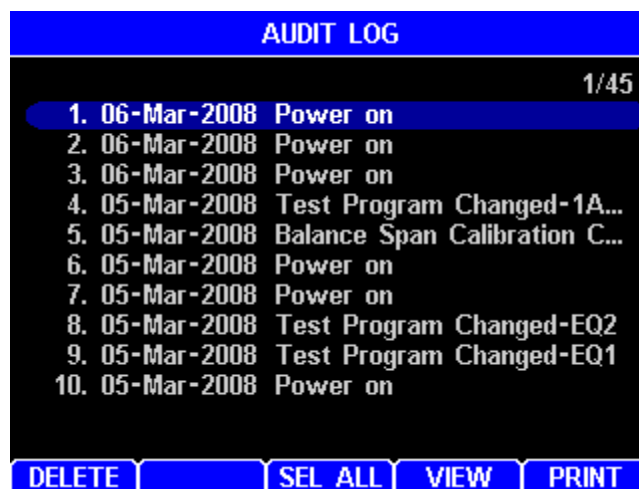 AUDIT LOG
1/45
1. 06-Mar-2008 Power on
2. 06-Mar-2008 Power on
3. 06-Mar-2008 Power on
4. 05-Mar-2008 Test Program Changed-1A...
5. 05-Mar-2008 Balance Span Calibration C...
6. 05-Mar-2008 Power on
7. 05-Mar-2008 Power on
8. 05-Mar-2008 Test Program Changed-EQ2
9. 05-Mar-2008 Test Program Changed-EQ1
10. 05-Mar-2008 Power on
DELETE SEL ALL VIEW PRINT